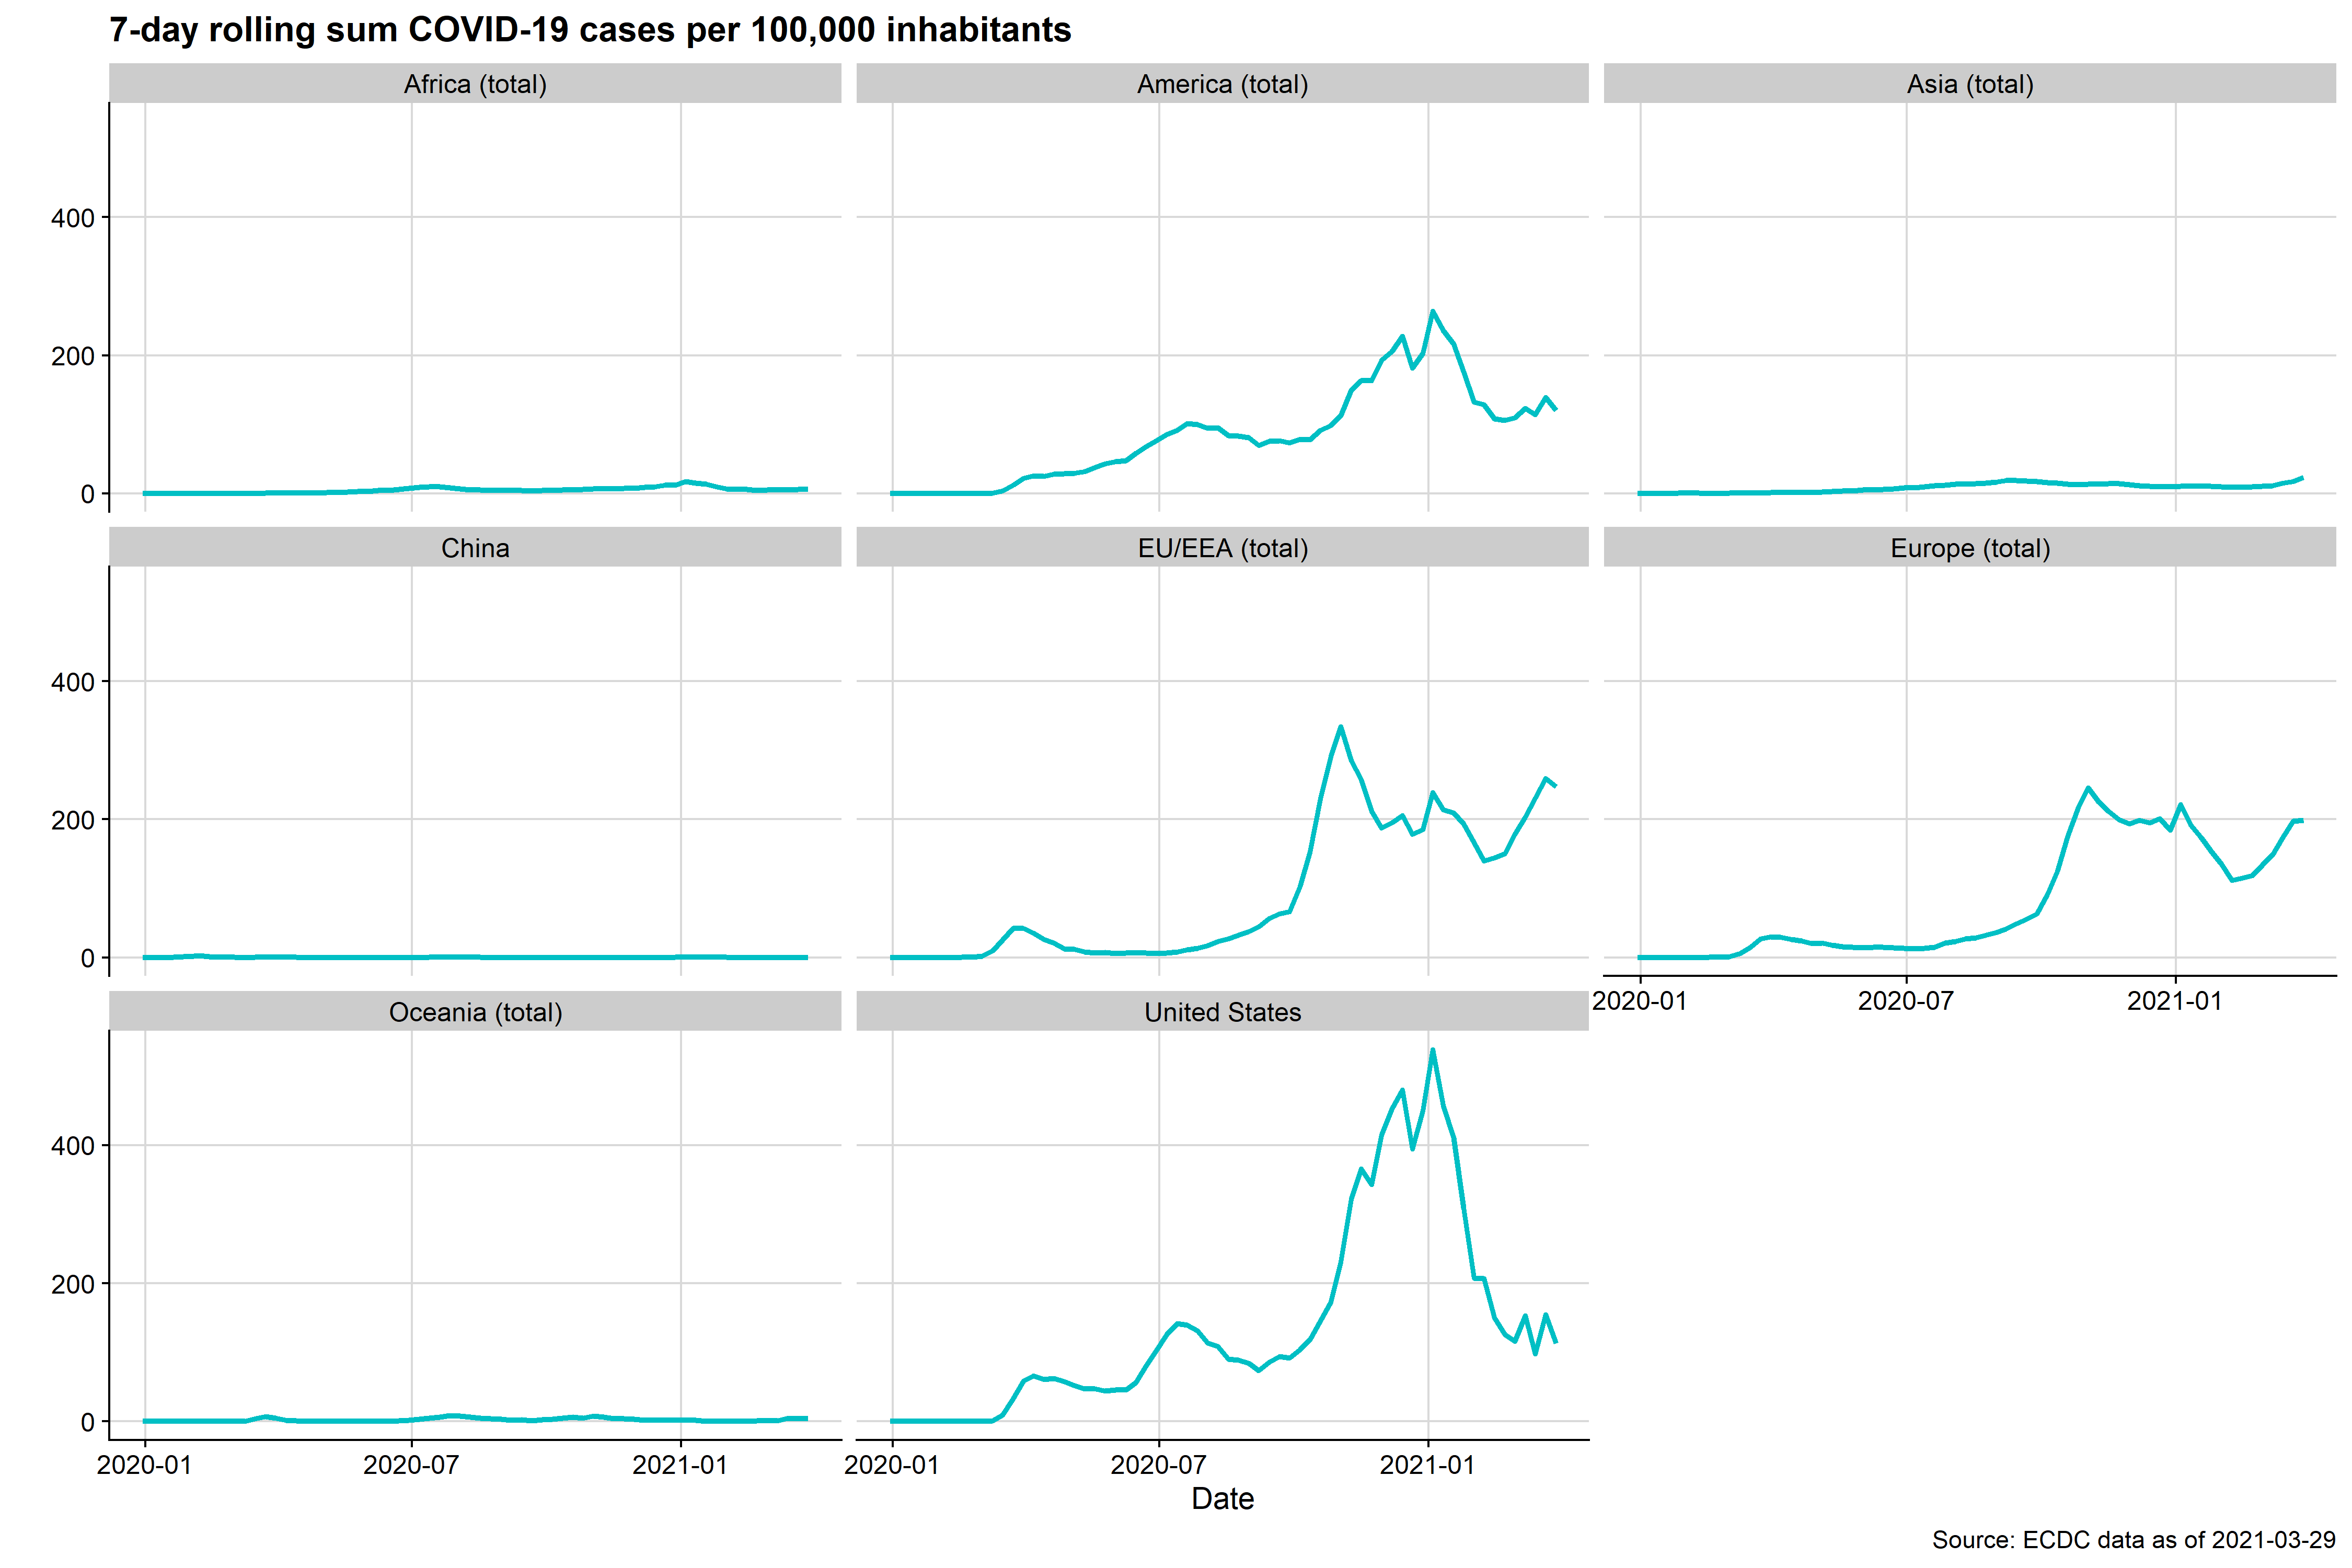 7-day rolling sum COVID-19 cases per 100,000 inhabitants
Africa (total)
America (total)
Asia (total)
400
200
0
China
EU/EEA (total)
Europe (total)
400
200
0
2020-01
2020-07
2021-01
Oceania (total)
United States
400
200
0
2020-01
2020-07
2021-01
2020-01
2020-07
2021-01
Date
Source: ECDC data as of 2021-03-29